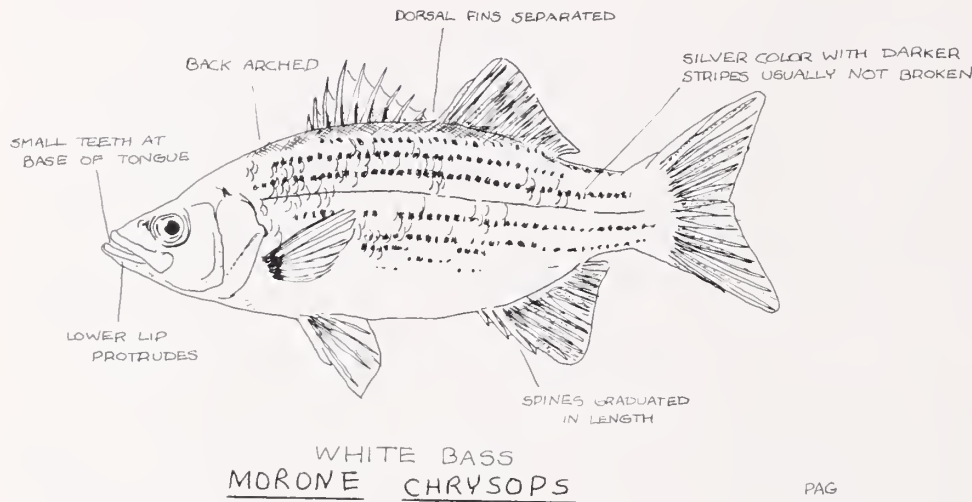 DORSAL FINS SEPARATED
BACK ARCHED
SILVER COLOR WITH DARKER
STRIPES USUALLY NOT BROKEN
SMALL TEETH AT
BASE OF TONGUE
LOWER LIP
PROTRUDES
SPINES GRADUATED
IN LENGTH
WHITE BASS
MORONE CHRYSOPS
PAG